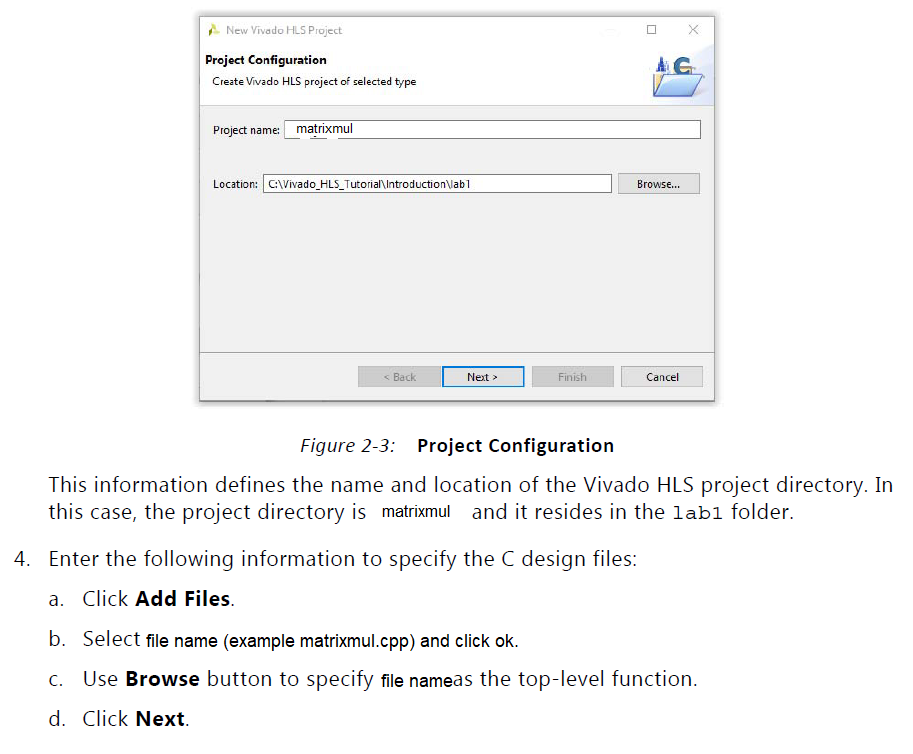 New Vivado HLS Project
Project Configuration
Create Vivado HLS project of selected type
Project name: matrixmul
Location: C:\Vivado_HLS_Tutorial\Introduction\lab1 Browse...
< Back Next > Finish Cancel
Figure 2-3: Project Configuration
This information defines the name and location of the Vivado HLS project directory. In
this case, the project directory is matrixmul and it resides in the lab1 folder.
4. Enter the following information to specify the C design files:
a. Click Add Files.
b. Select file name (example matrixmul.cpp) and click ok.
c. Use Browse button to specify file nameas the top-level function.
d. Click Next.